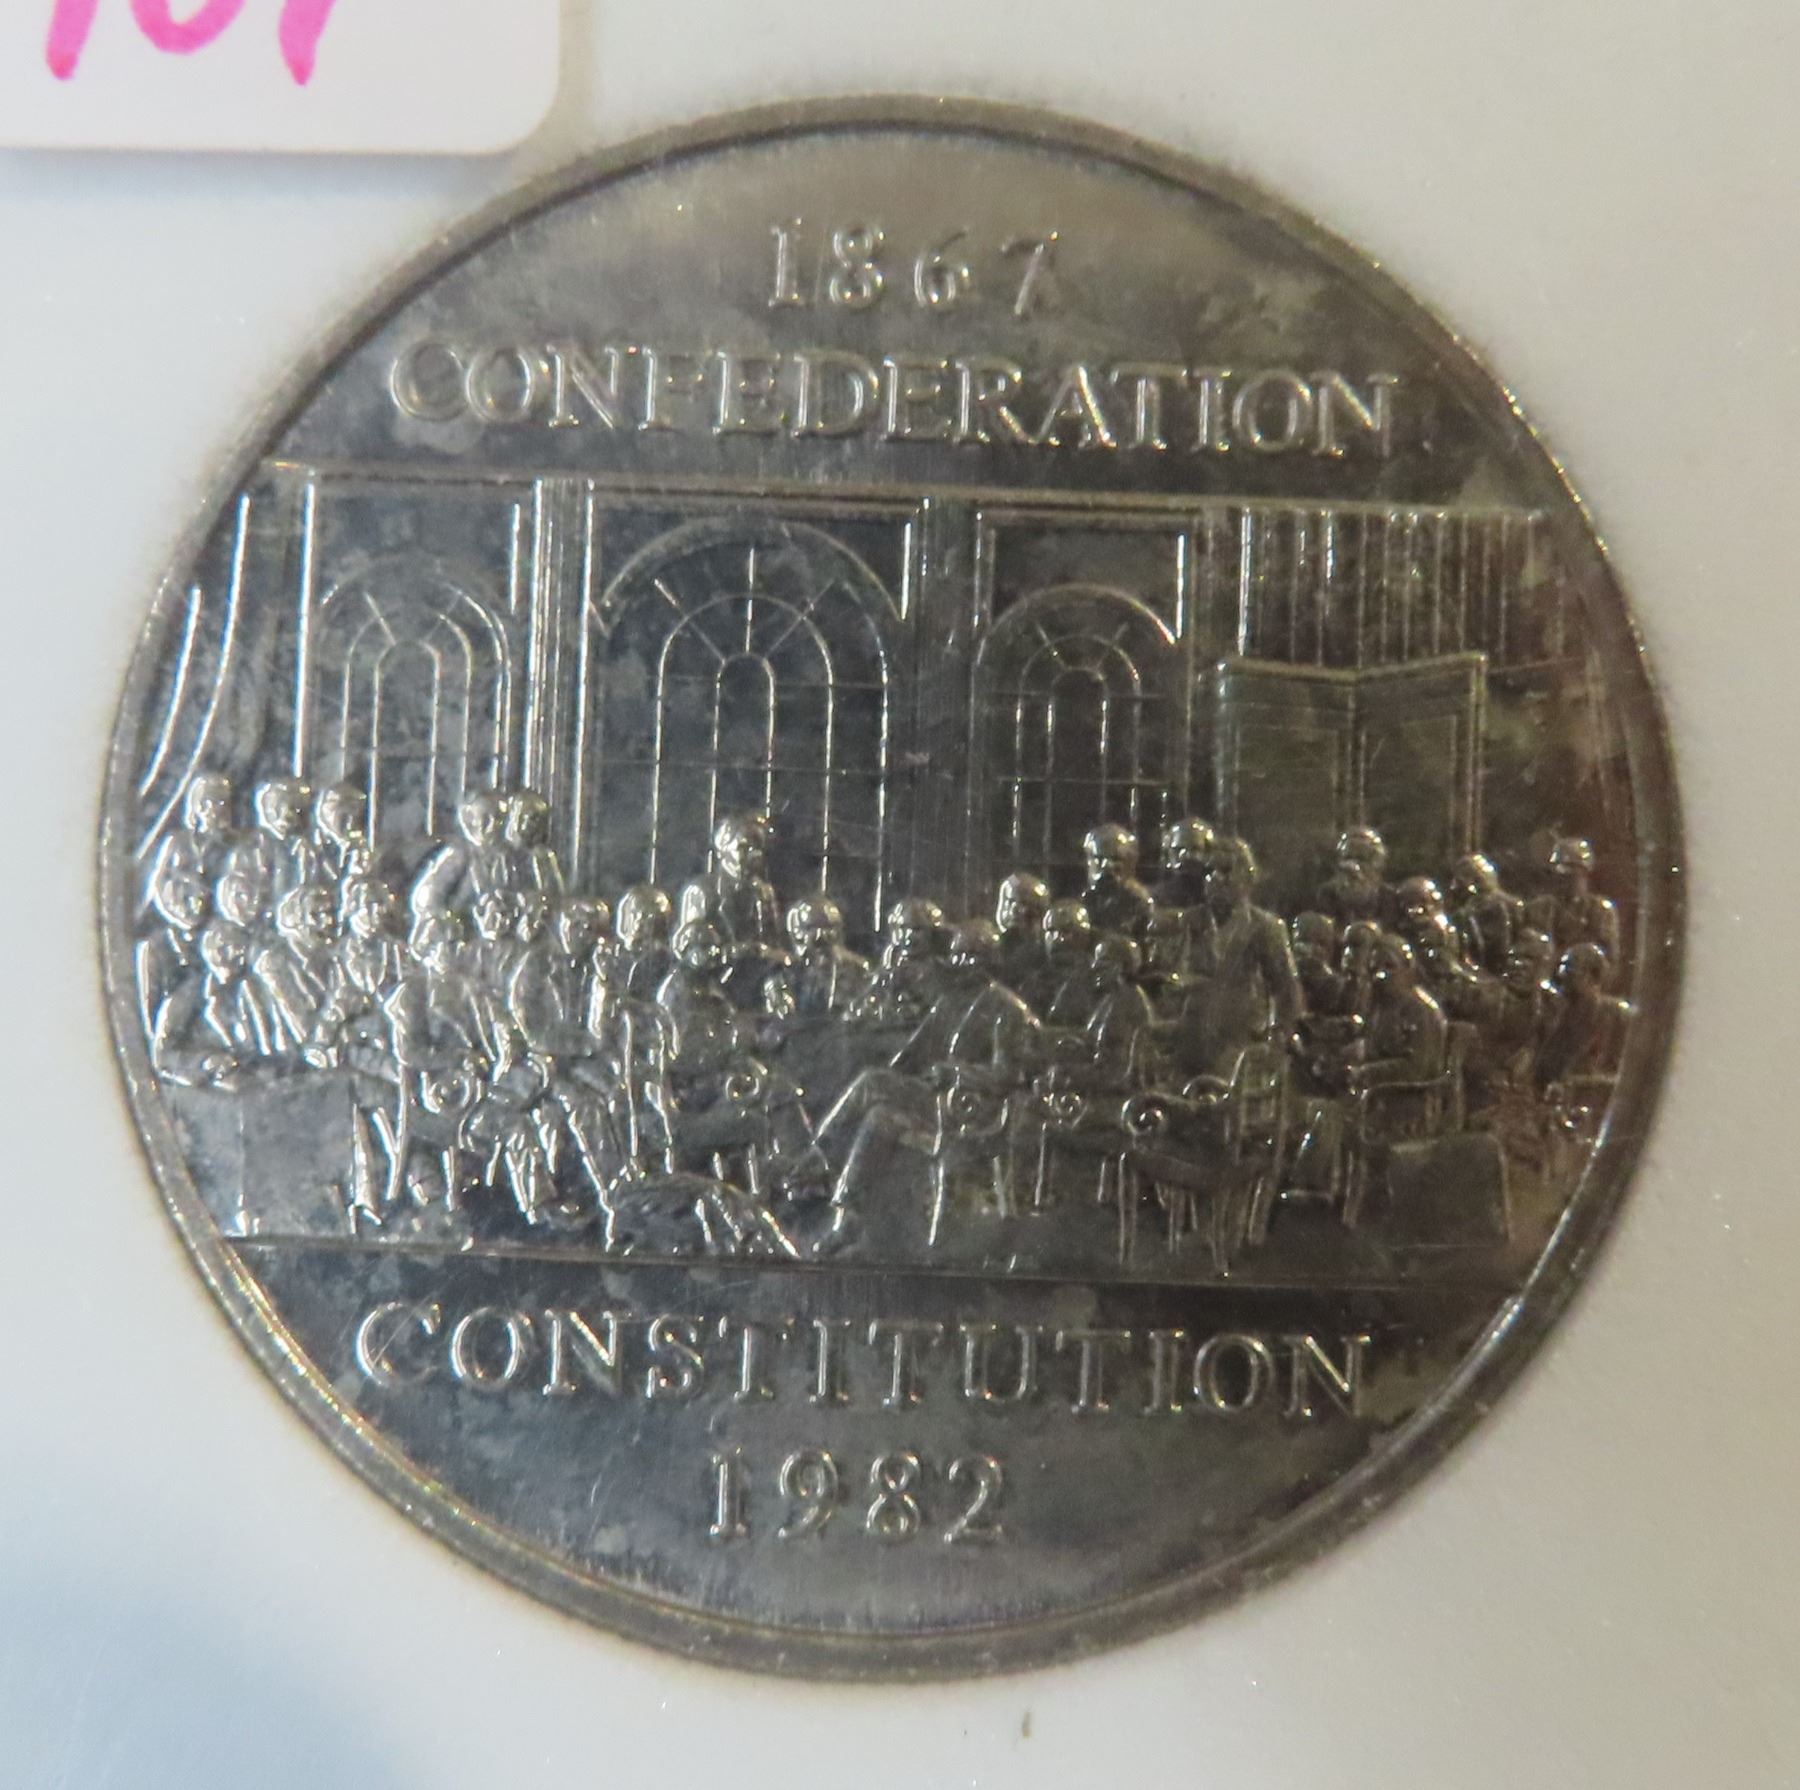 1867
CONFEDERATION
CONSTITUTION
1982